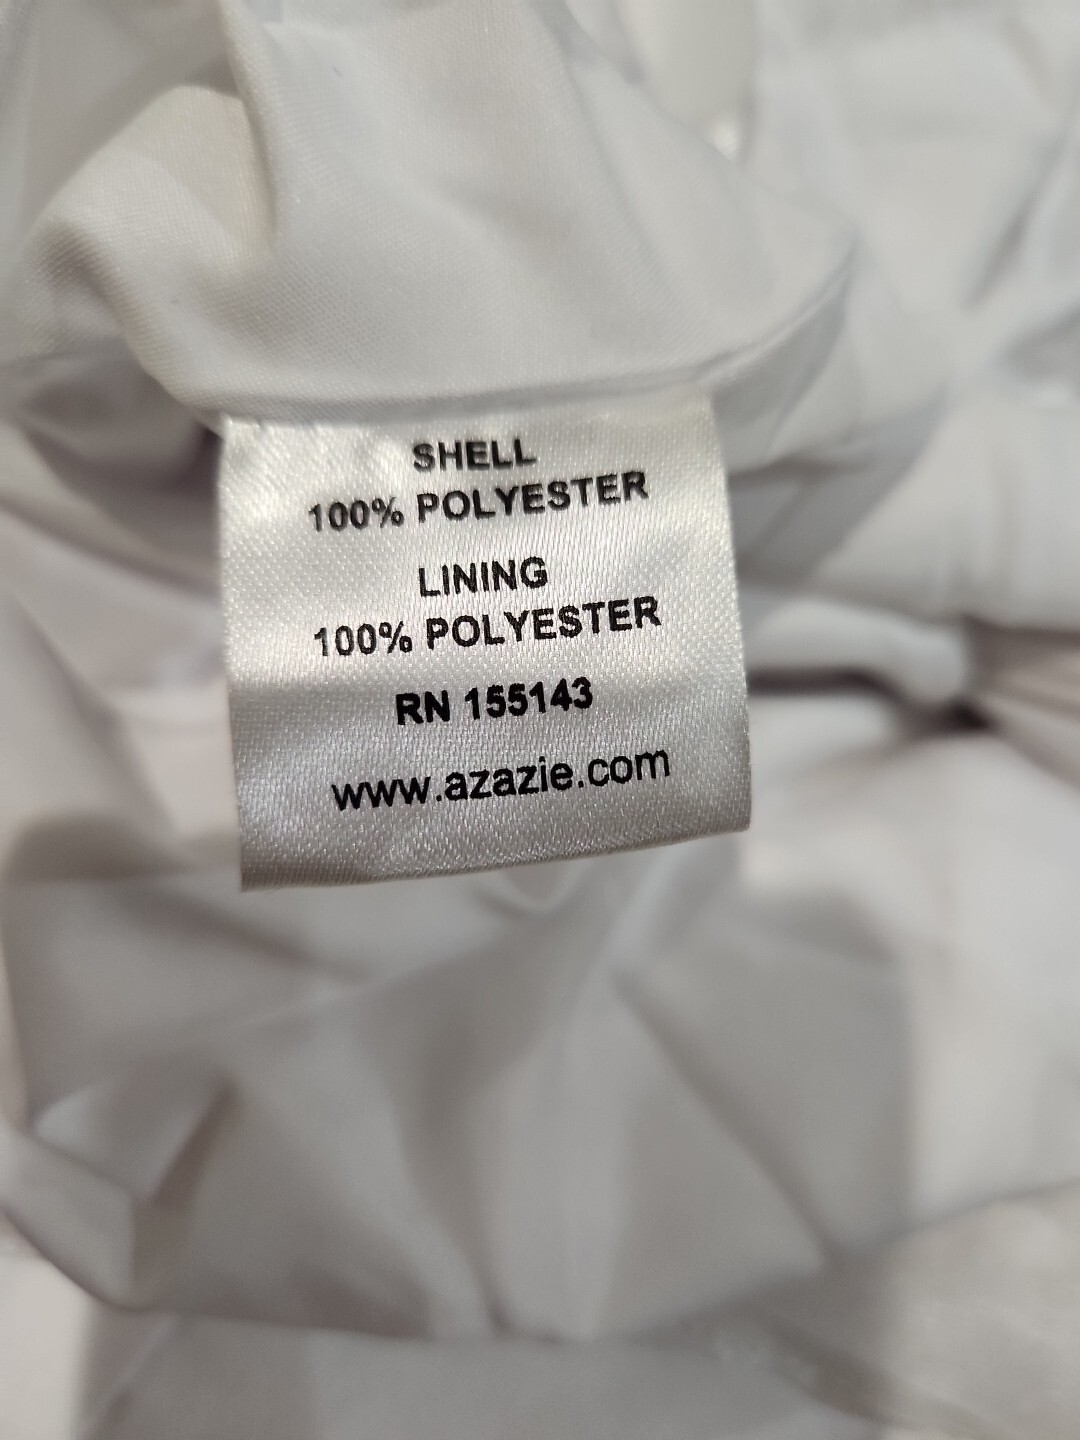 SHELL
100% POLYESTER
LINING
100% POLYESTER
RN 155143
www.azazie.com